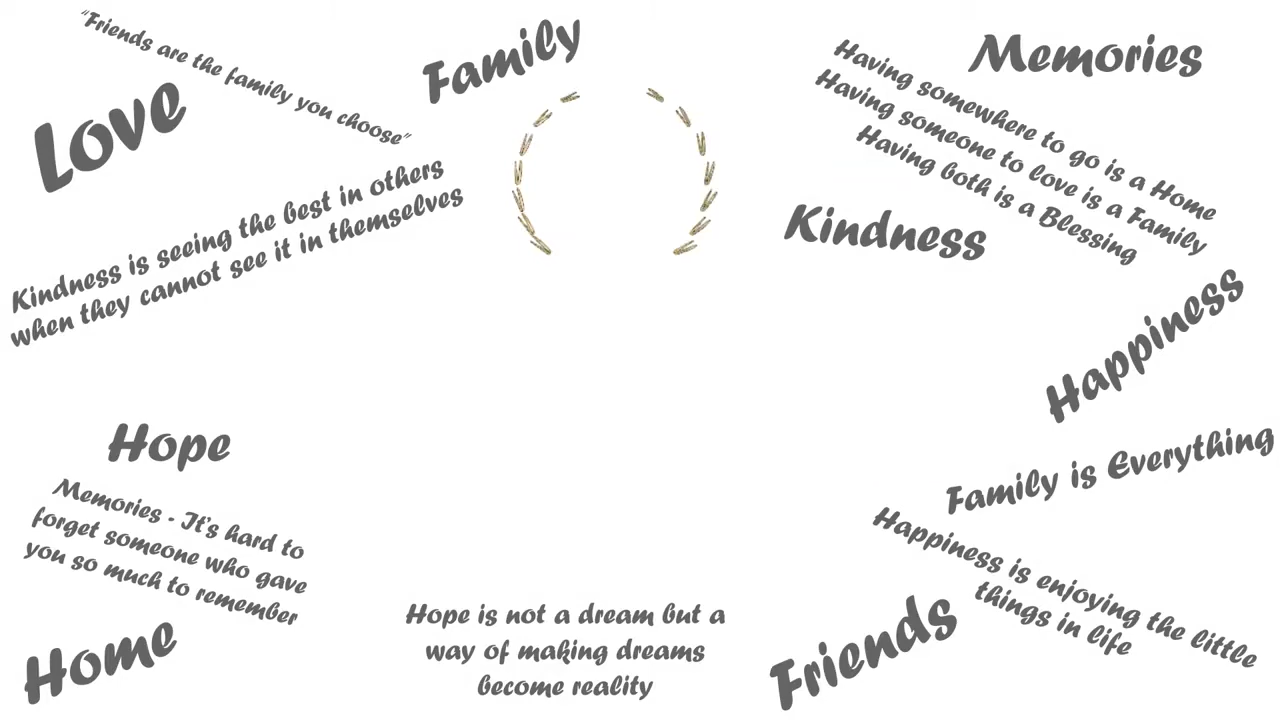 "Friends are the family you choose"
Love
Family
Memories
Having somewhere to go is a Home
Having someone to love is a Family
Having both is a Blessing
Kindness is seeing the best in others
when they cannot see it in themselves
Kindness
Happiness
Hope
Memories - It's hard to
forget someone who gave
you so much to remember
Home
Family is Everything
Happiness is enjoying the little
things in life
Hope is not a dream but a
way of making dreams
become reality
Friends